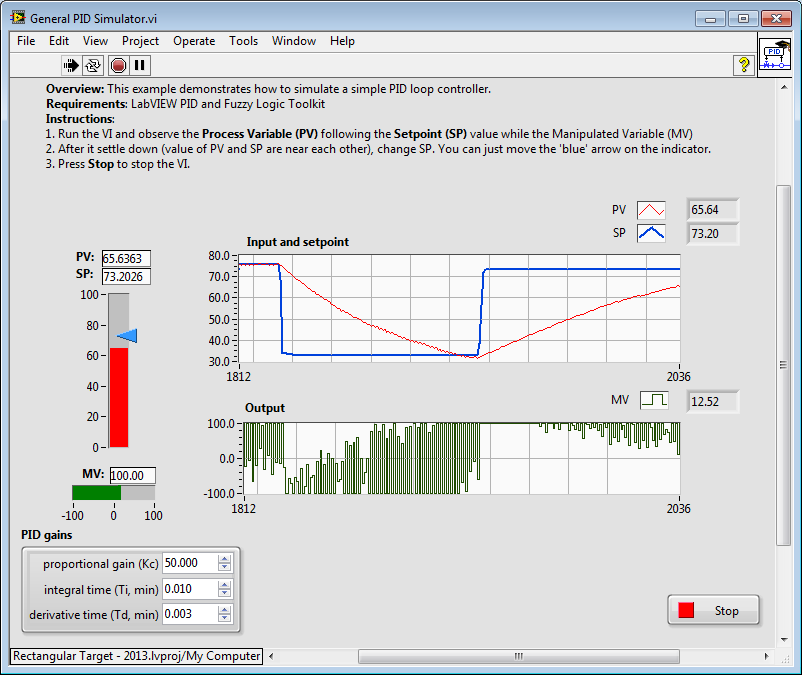 General PID Simulator.vi
File Edit View Project Operate Tools Window Help
PID
Overview: This example demonstrates how to simulate a simple PID loop controller.
Requirements: LabVIEW PID and Fuzzy Logic Toolkit
Instructions:
1. Run the VI and observe the Process Variable (PV) following the Setpoint (SP) value while the Manipulated Variable (MV)
2. After it settle down (value of PV and SP are near each other), change SP. You can just move the 'blue' arrow on the indicator.
3. Press Stop to stop the VI.
PV 65.64
SP 73.20
PV: 65.6363
SP: 73.2026
100
80
60
40
20
0
Input and setpoint
80.0
70.0
60.0
50.0
40.0
30.0
1812 2036
MV 12.52
Output
100.0
0.0
-100.0
1812 2036
MV: 100.00
-100 0 100
PID gains
proportional gain (Kc) 50.000
integral time (Ti, min) 0.010
derivative time (Td, min) 0.003
Stop
Rectangular Target - 2013.lvproj/My Computer